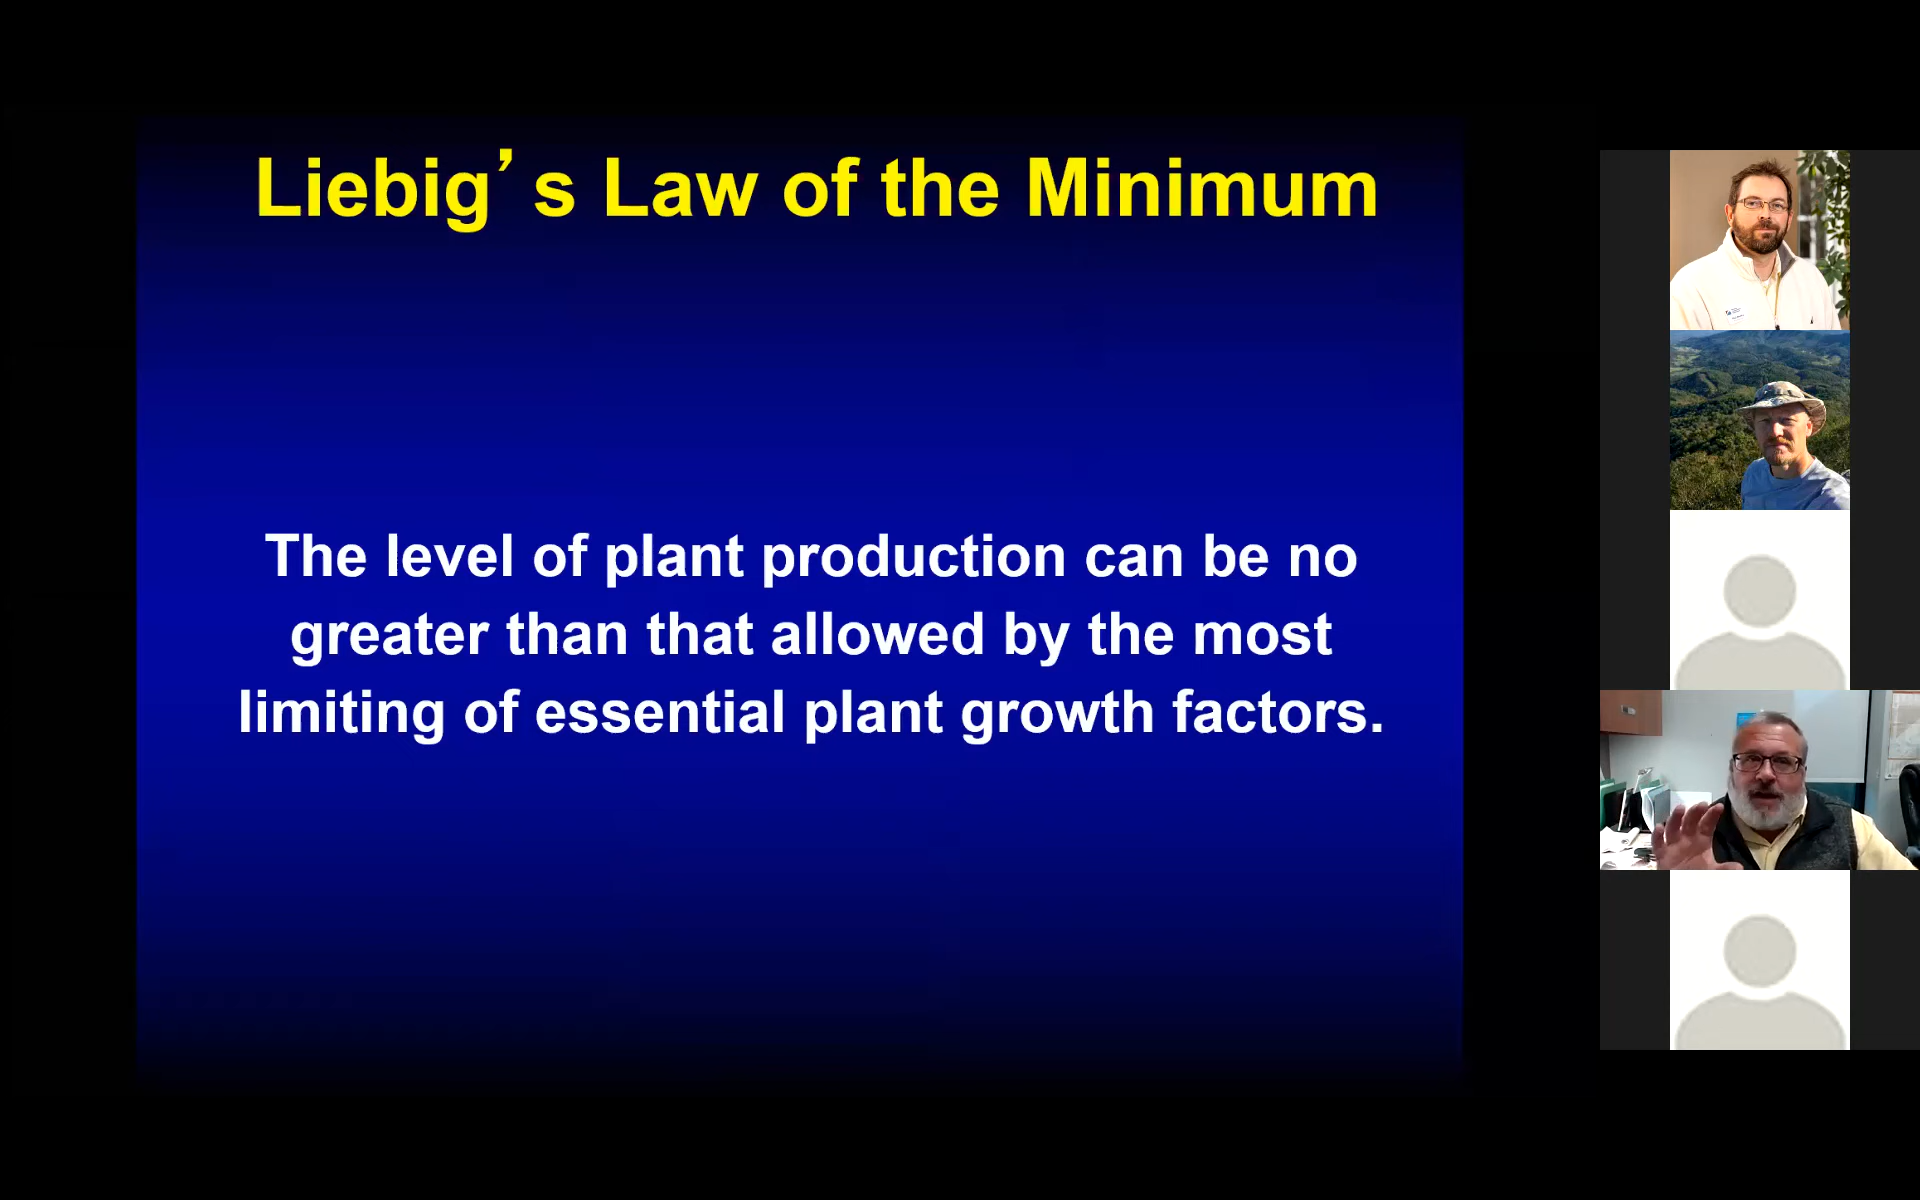 Liebig’s Law of the Minimum
The level of plant production can be no
greater than that allowed by the most
limiting of essential plant growth factors.